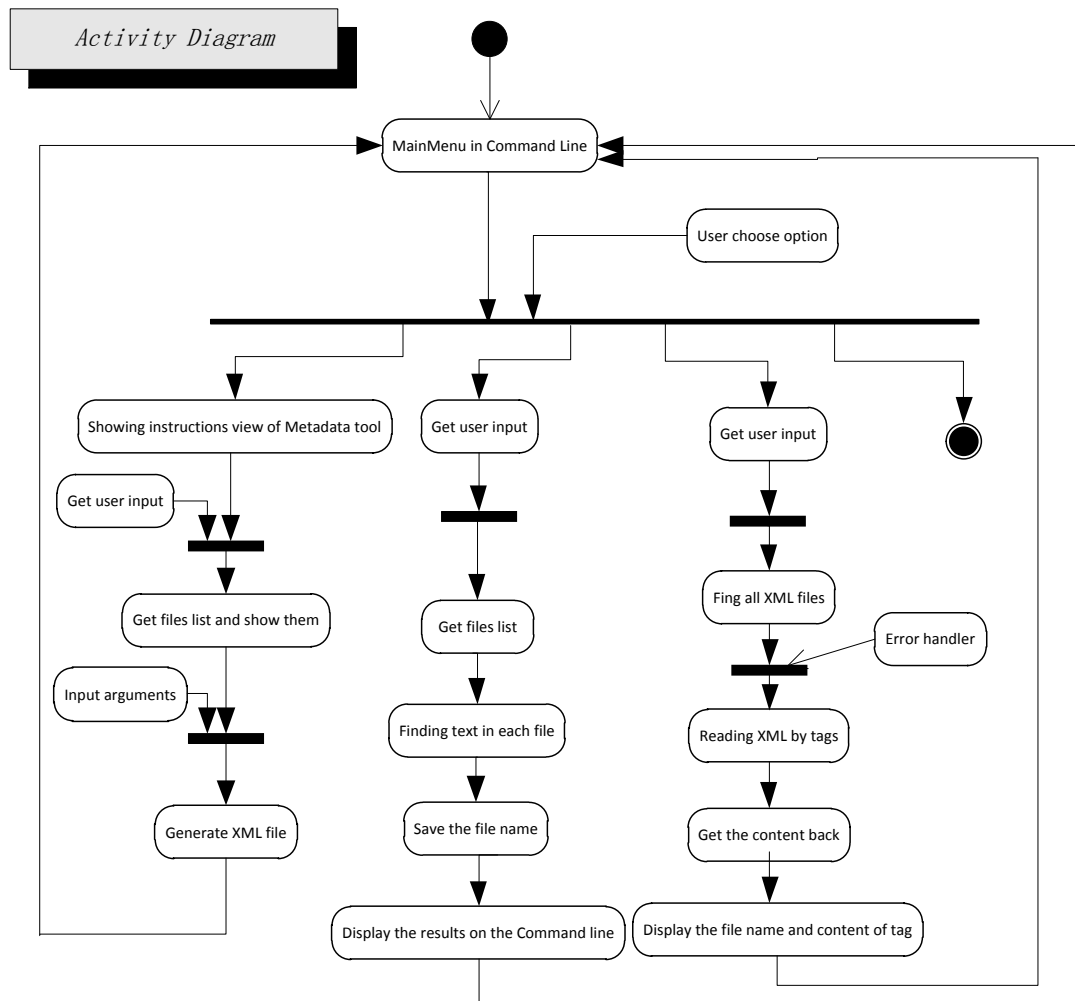 Activity Diagram
MainMenu in Command Line
User choose option
Showing instructions view of Metadata tool
Get user input
Get files list and show them
Input arguments
Generate XML file
Get user input
Get files list
Finding text in each file
Save the file name
Display the results on the Command line
Get user input
Fing all XML files
Error handler
Reading XML by tags
Get the content back
Display the file name and content of tag